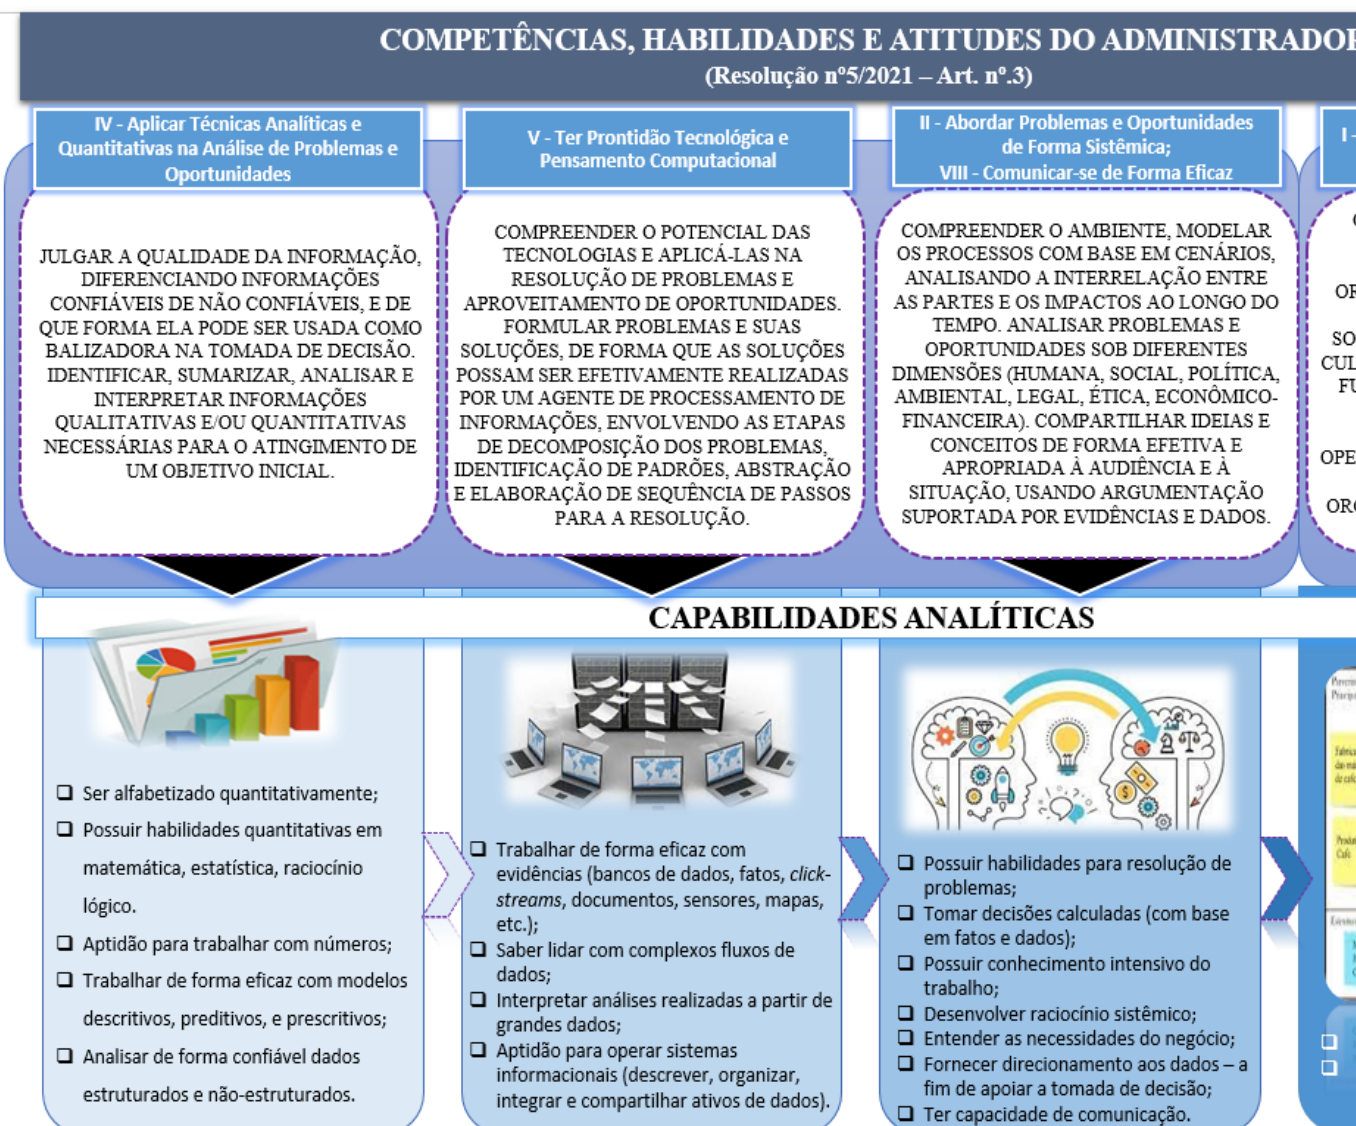 COMPETÊNCIAS, HABILIDADES E ATITUDES DO ADMINISTRADOR
(Resolução nº5/2021 – Art. nº.3)
IV - Aplicar Técnicas Analíticas e
Quantitativas na Análise de Problemas e
Oportunidades
JULGAR A QUALIDADE DA INFORMAÇÃO,
DIFERENCIANDO INFORMAÇÕES
CONFIÁVEIS DE NÃO CONFIÁVEIS, E DE
QUE FORMA ELA PODE SER USADA COMO
BALIZADORA NA TOMADA DE DECISÃO.
IDENTIFICAR, SUMARIZAR, ANALISAR E
INTERPRETAR INFORMAÇÕES
QUALITATIVAS E/OU QUANTITATIVAS
NECESSÁRIAS PARA O ATINGIMENTO DE
UM OBJETIVO INICIAL.
V - Ter Prontidão Tecnológica e
Pensamento Computacional
COMPREENDER O POTENCIAL DAS
TECNOLOGIAS E APLICÁ-LAS NA
RESOLUÇÃO DE PROBLEMAS E
APROVEITAMENTO DE OPORTUNIDADES.
FORMULAR PROBLEMAS E SUAS
SOLUÇÕES, DE FORMA QUE AS SOLUÇÕES
POSSAM SER EFETIVAMENTE REALIZADAS
POR UM AGENTE DE PROCESSAMENTO DE
INFORMAÇÕES, ENVOLVENDO AS ETAPAS
DE DECOMPOSIÇÃO DOS PROBLEMAS,
IDENTIFICAÇÃO DE PADRÕES, ABSTRAÇÃO
E ELABORAÇÃO DE SEQUÊNCIA DE PASSOS
PARA A RESOLUÇÃO.
II - Abordar Problemas e Oportunidades
de Forma Sistêmica;
VIII - Comunicar-se de Forma Eficaz
COMPREENDER O AMBIENTE, MODELAR
OS PROCESSOS COM BASE EM CENÁRIOS,
ANALISANDO A INTERRELAÇÃO ENTRE
AS PARTES E OS IMPACTOS AO LONGO DO
TEMPO. ANALISAR PROBLEMAS E
OPORTUNIDADES SOB DIFERENTES
DIMENSÕES (HUMANA, SOCIAL, POLÍTICA,
AMBIENTAL, LEGAL, ÉTICA, ECONÔMICO-
FINANCEIRA). COMPARTILHAR IDEIAS E
CONCEITOS DE FORMA EFETIVA E
APROPRIADA À AUDIÊNCIA E À
SITUAÇÃO, USANDO ARGUMENTAÇÃO
SUPORTADA POR EVIDÊNCIAS E DADOS.
I -
CAPABILIDADES ANALÍTICAS
❑ Ser alfabetizado quantitativamente;
❑ Possuir habilidades quantitativas em
matemática, estatística, raciocínio
lógico.
❑ Aptidão para trabalhar com números;
❑ Trabalhar de forma eficaz com modelos
descritivos, preditivos, e prescritivos;
❑ Analisar de forma confiável dados
estruturados e não-estruturados.
❑ Trabalhar de forma eficaz com
evidências (bancos de dados, fatos, click-
streams, documentos, sensores, mapas,
etc.);
❑ Saber lidar com complexos fluxos de
dados;
❑ Interpretar análises realizadas a partir de
grandes dados;
❑ Aptidão para operar sistemas
informacionais (descrever, organizar,
integrar e compartilhar ativos de dados).
❑ Possuir habilidades para resolução de
problemas;
❑ Tomar decisões calculadas (com base
em fatos e dados);
❑ Possuir conhecimento intensivo do
trabalho;
❑ Desenvolver raciocínio sistêmico;
❑ Entender as necessidades do negócio;
❑ Fornecer direcionamento aos dados – a
fim de apoiar a tomada de decisão;
❑ Ter capacidade de comunicação.